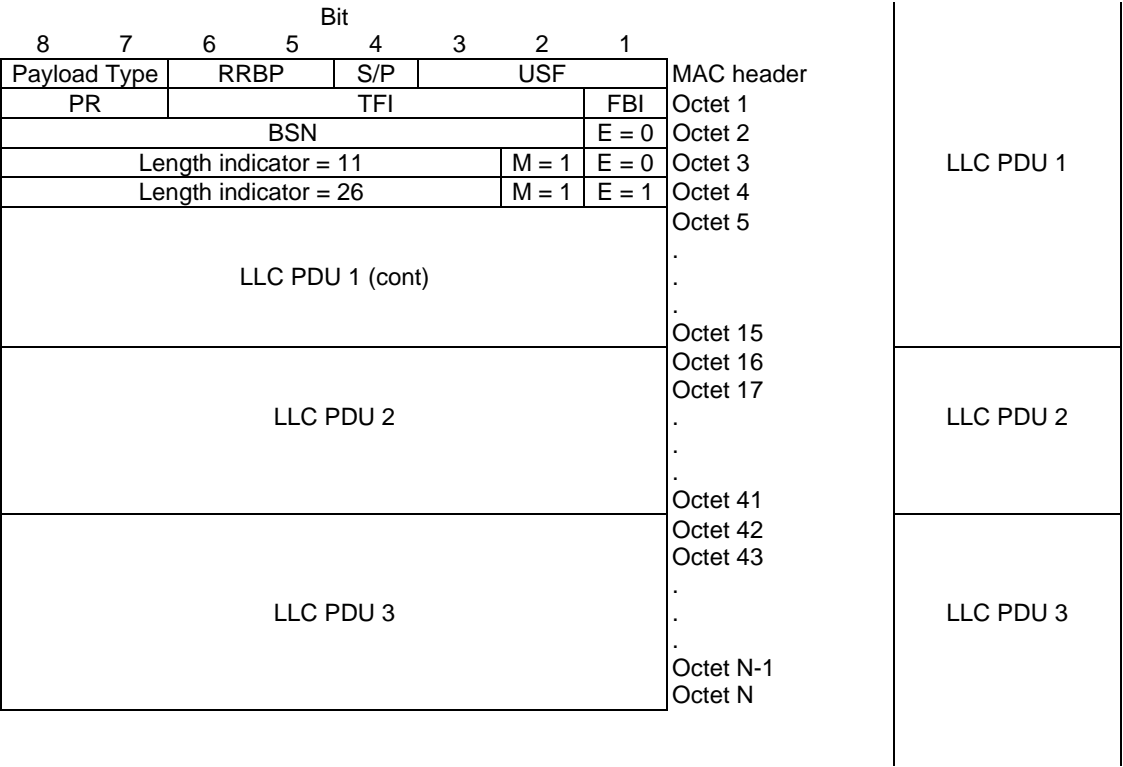 Bit
8 7 6 5 4 3 2 1
Payload Type RRBP S/P USF MAC header
PR TFI FBI Octet 1
BSN E = 0 Octet 2
Length indicator = 11 M = 1 E = 0 Octet 3 LLC PDU 1
Length indicator = 26 M = 1 E = 1 Octet 4
Octet 5
.
LLC PDU 1 (cont) .
.
Octet 15
Octet 16
Octet 17
LLC PDU 2 . LLC PDU 2
.
.
Octet 41
Octet 42
Octet 43
.
LLC PDU 3 . LLC PDU 3
.
Octet N-1
Octet N